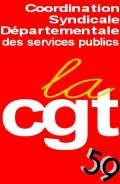 Coordination
Syndicale
Départementale
des services publics
la
cgt
59